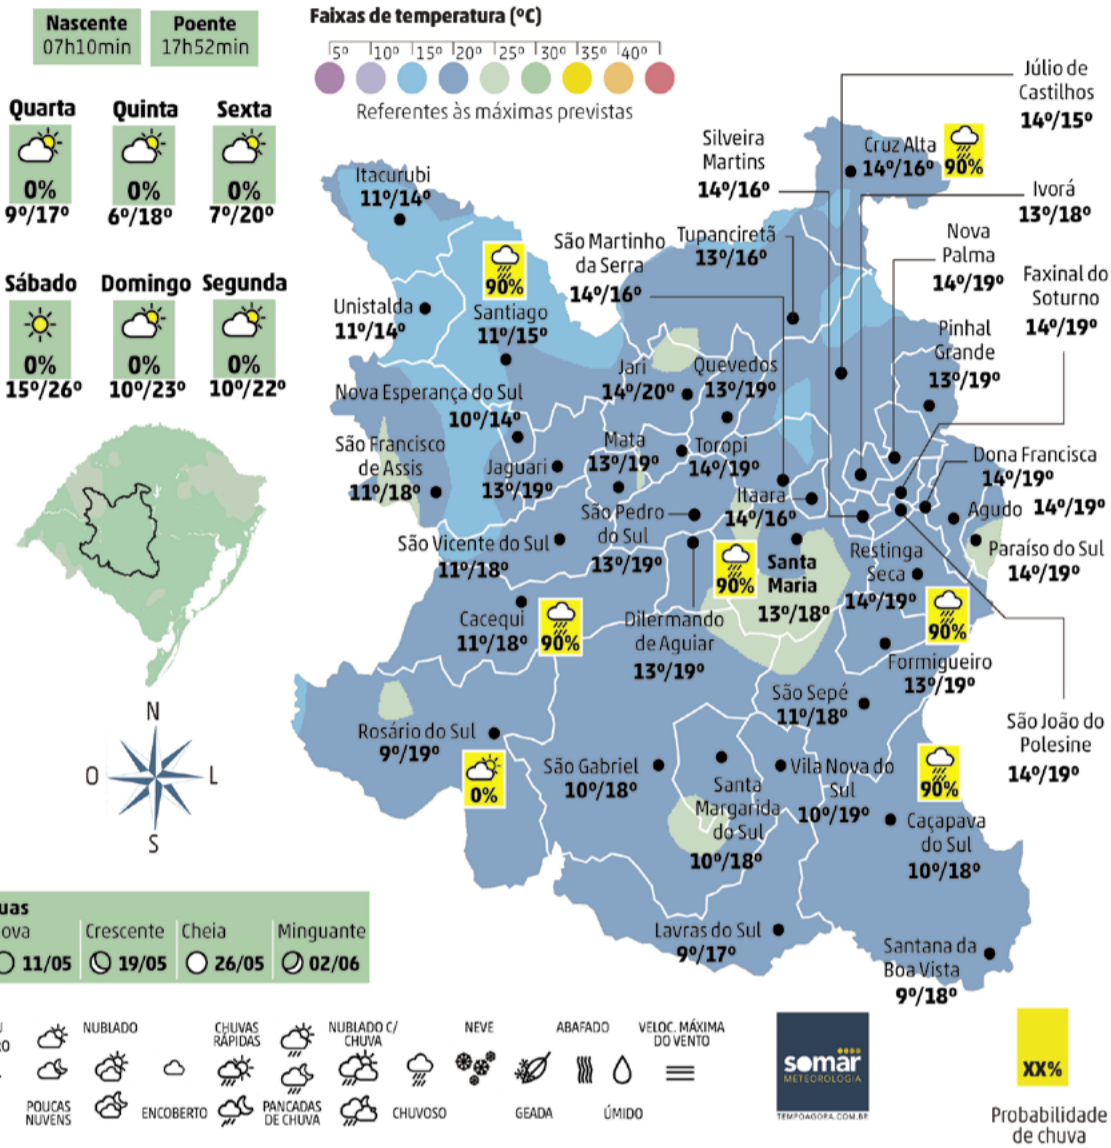 Nascente
07h10min
Poente
17h52min
Quarta
0%
9º/17º
Quinta
0%
6º/18º
Sexta
0%
7º/20º
Sábado
0%
15º/26º
Domingo
0%
10º/23º
Segunda
0%
10º/22º
Faixas de temperatura (ºC)
5º 10º 15º 20º 25º 30º 35º 40º
Referentes às máximas previstas
Júlio de
Castilhos
14º/15º
Silveira
Martins
14º/16º
Cruz Alta
14º/16º
90%
Ivorá
13º/18º
Itacurubi
11º/14º
São Martinho
da Serra
14º/16º
Tupanciretã
13º/16º
Nova
Palma
14º/19º
Faxinal do
Soturno
14º/19º
90%
Unistalda
11º/14º
Santiago
11º/15º
Pinhal
Grande
13º/19º
Jari
14º/20º
Quevedos
13º/19º
Nova Esperança do Sul
10º/14º
São Francisco
de Assis
11º/18º
Jaguari
13º/19º
Mata
13º/19º
Toropi
14º/19º
Dona Francisca
14º/19º
Itaara
14º/16º
Agudo 14º/19º
São Pedro
do Sul
13º/19º
São Vicente do Sul
11º/18º
90%
Santa
Maria
13º/18º
Restinga
Seca
14º/19º
Paraíso do Sul
14º/19º
90%
Cacequi
11º/18º
90%
Dilermando
de Aguiar
13º/19º
Formigueiro
13º/19º
São Sepé
11º/18º
São João do
Polesine
14º/19º
Rosário do Sul
9º/19º
0%
São Gabriel
10º/18º
Santa
Margarida
do Sul
10º/18º
Vila Nova do
Sul
10º/19º
90%
Caçapava
do Sul
10º/18º
Lavras do Sul
9º/17º
Santana da
Boa Vista
9º/18º
N
O L
S
uas
ova
11/05
Crescente
19/05
Cheia
26/05
Minguante
02/06
NUBLADO
CHUVAS
RÁPIDAS
NUBLADO C/
CHUVA
NEVE
ABAFADO
VELOC. MÁXIMA
DO VENTO
POUCAS
NUVENS
ENCOBERTO
PANCADAS
DE CHUVA
CHUVOSO
GEADA
ÚMIDO
somar
METEOROLOGIA
TEMPOAGORA.COM.BR
XX%
Probabilidade
de chuva